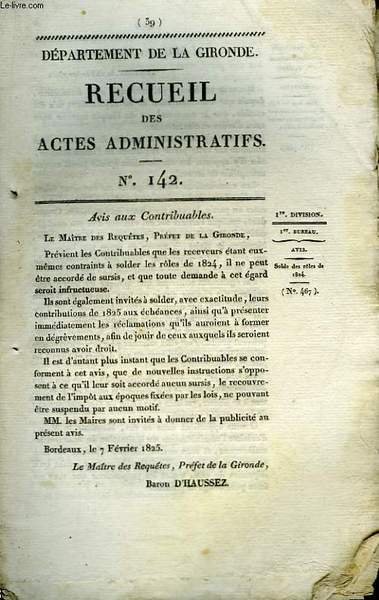 Le-livre.com
( 59 )
DÉPARTEMENT DE LA GIRONDE.
RECUEIL
DES
ACTES ADMINISTRATIFS.
N°. 142.
Avis aux Contribuables.
LE MAÎTRE DES REQUÊTES, PRÉFET DE LA GIRONDE,
Prévient les Contribuables que les receveurs étant eux-
mêmes contraints à solder les rôles de 1824, il ne peut
être accordé de sursis, et que toute demande à cet égard
seroit infructueuse.
Ils sont également invités à solder, avec exactitude, leurs
contributions de 1825 aux échéances, ainsi qu'à présenter
immédiatement les réclamations qu'ils auroient à former
en dégrèvements, afin de jouir de ceux auxquels ils seroient
reconnus avoir droit.
Il est d'autant plus instant que les Contribuables se con-
forment à cet avis, que de nouvelles instructions s'oppo-
sent à ce qu'il leur soit accordé aucun sursis, le recouvre-
ment de l'impôt aux époques fixées par les lois, ne pouvant
être suspendu par aucun motif.
MM. les Maires sont invités à donner de la publicité au
présent avis.
Bordeaux, le 7 Février 1825.
Le Maître des Requêtes, Préfet de la Gironde,
Baron D'HAUSSEZ.
1re. DIVISION.
1er. BUREAU.
AVIS.
Solde des rôles de
1824.
( N°. 467 ).